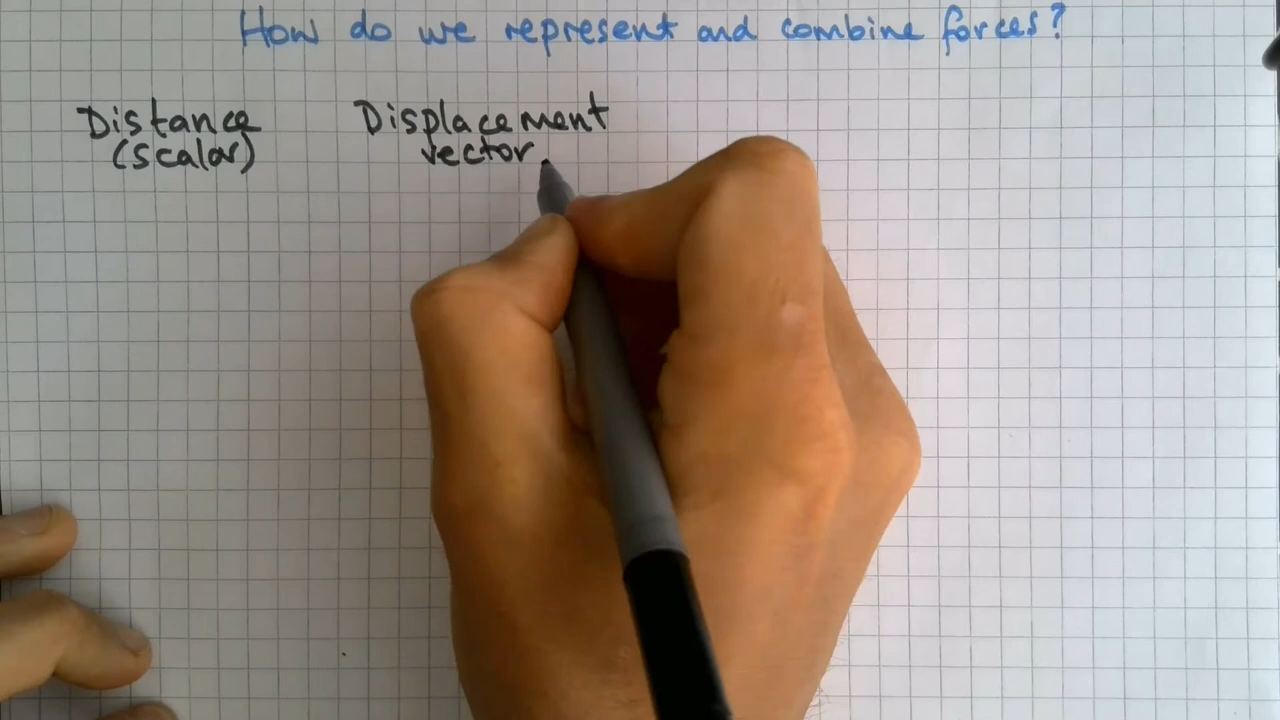 How do we represent and combine forces?
Distance Displacement
(scalar) vector